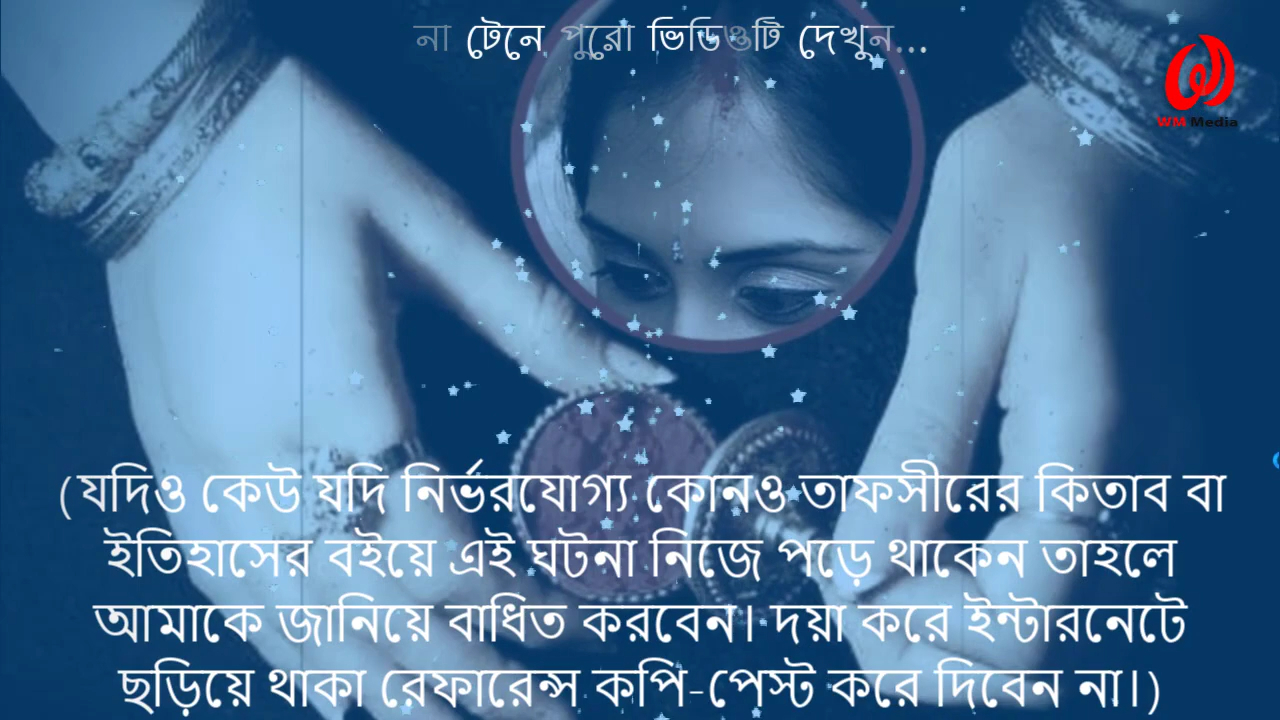 না টেনে পুরো ভিডিওটি দেখুন...
WM Media
(যদিও কেউ যদি নির্ভরযোগ্য কোনও তাফসীরের কিতাব বা
ইতিহাসের বইয়ে এই ঘটনা নিজে পড়ে থাকেন তাহলে
আমাকে জানিয়ে বাধিত করবেন। দয়া করে ইন্টারনেটে
ছড়িয়ে থাকা রেফারেন্স কপি-পেস্ট করে দিবেন না।)